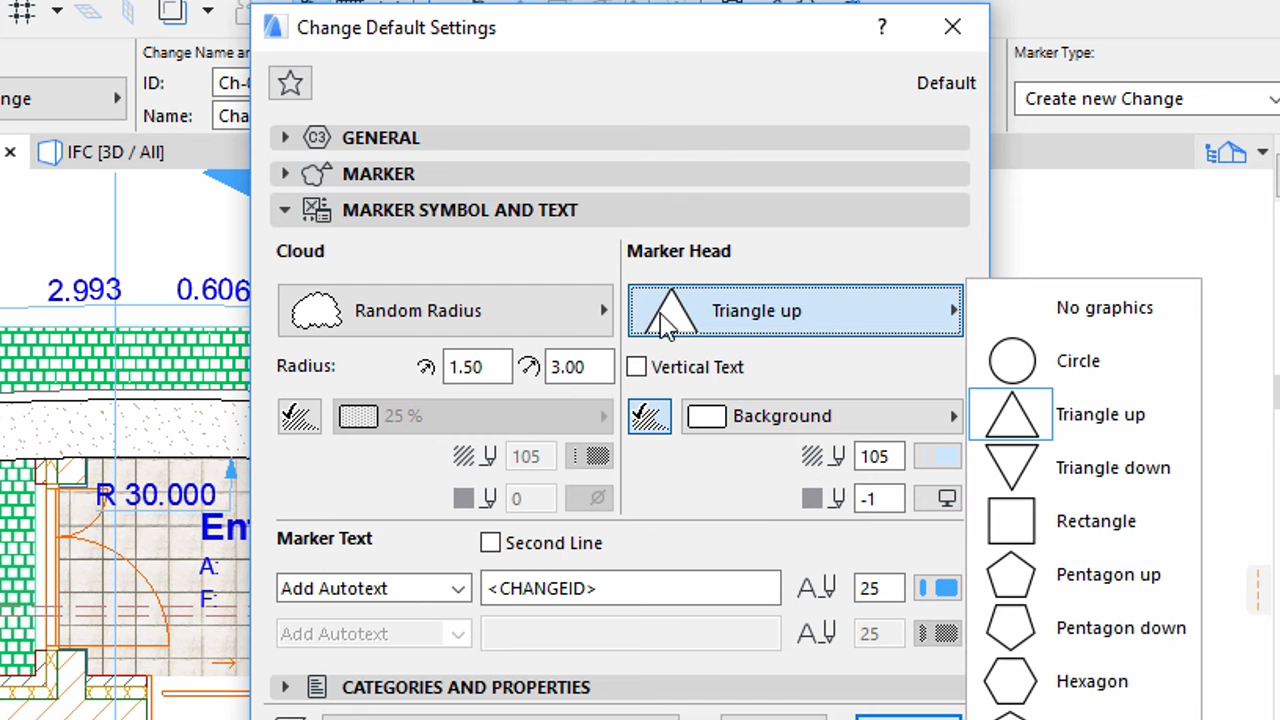 Change Default Settings
?
Default
Change Name an
Marker Type:
nge
ID:
Ch-
Name:
Cha
Create new Change
IFC [3D / All]
C3 GENERAL
MARKER
MARKER SYMBOL AND TEXT
Cloud
Marker Head
2.993
0.606
Random Radius
Triangle up
No graphics
Circle
Triangle up
Triangle down
Rectangle
Pentagon up
Pentagon down
Hexagon
Radius:
1.50
3.00
Vertical Text
25 %
Background
105
105
0
-1
R 30.000
En
A:
F:
Marker Text
Second Line
Add Autotext
<CHANGEID>
25
Add Autotext
25
CATEGORIES AND PROPERTIES